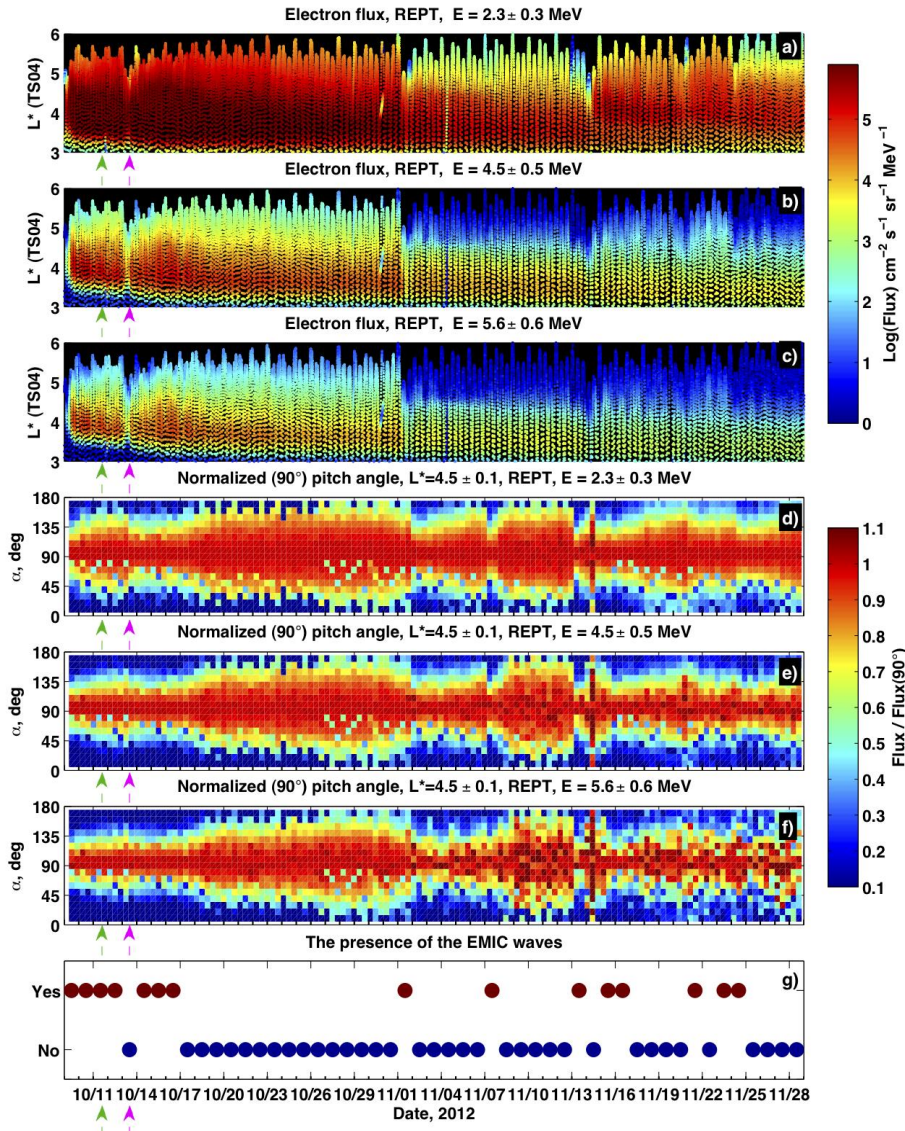 Electron flux, REPT, E = 2.3 ± 0.3 MeV
a)
6
5
4
3
L* (TS04)
Electron flux, REPT, E = 4.5 ± 0.5 MeV
b)
6
5
4
3
L* (TS04)
Electron flux, REPT, E = 5.6 ± 0.6 MeV
c)
6
5
4
3
L* (TS04)
5
4
3
2
1
0
Log(Flux) cm⁻² s⁻¹ sr⁻¹ MeV⁻¹
Normalized (90°) pitch angle, L*=4.5 ± 0.1, REPT, E = 2.3 ± 0.3 MeV
d)
180
135
90
45
0
α, deg
Normalized (90°) pitch angle, L*=4.5 ± 0.1, REPT, E = 4.5 ± 0.5 MeV
e)
180
135
90
45
0
α, deg
Normalized (90°) pitch angle, L*=4.5 ± 0.1, REPT, E = 5.6 ± 0.6 MeV
f)
180
135
90
45
0
α, deg
1.1
1
0.9
0.8
0.7
0.6
0.5
0.4
0.3
0.2
0.1
Flux / Flux(90°)
The presence of the EMIC waves
g)
Yes
No
10/11 10/14 10/17 10/20 10/23 10/26 10/29 11/01 11/04 11/07 11/10 11/13 11/16 11/19 11/22 11/25 11/28
Date, 2012